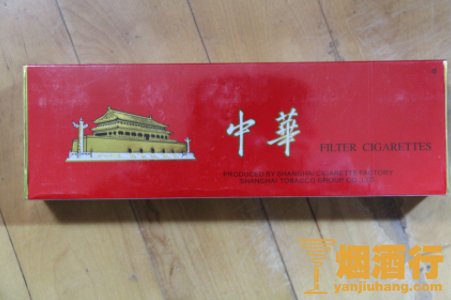 中華
FILTER CIGARETTES
PRODUCED BY SHANGHAI CIGARETTE FACTORY
SHANGHAI TOBACCO GROUP CO.,LTD.
烟酒行
yanjiuhang.com